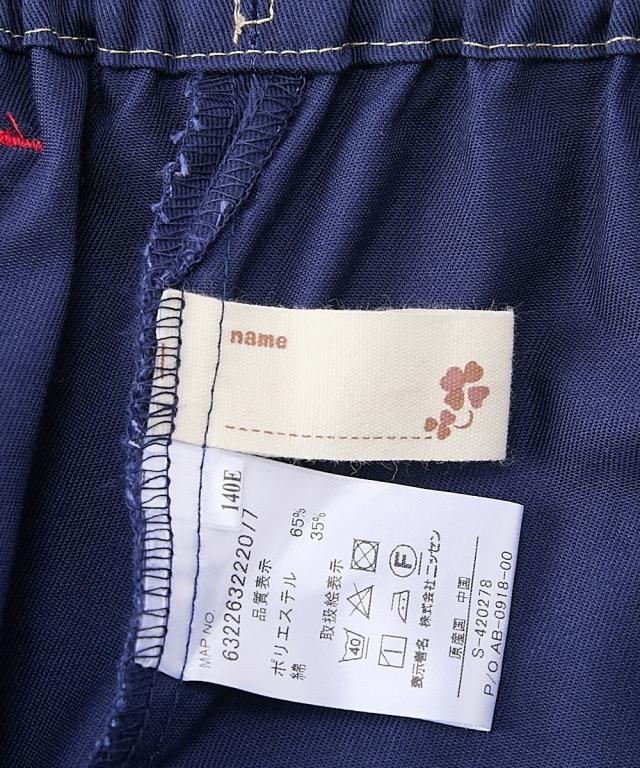 name
140E
MAP NO.
6322632222077
品質表示
ポリエステル 65%
綿 35%
取扱絵表示
40
F
表示者名 株式会社ニッセン
原産国 中国
S-420278
P/O AB-0918-00